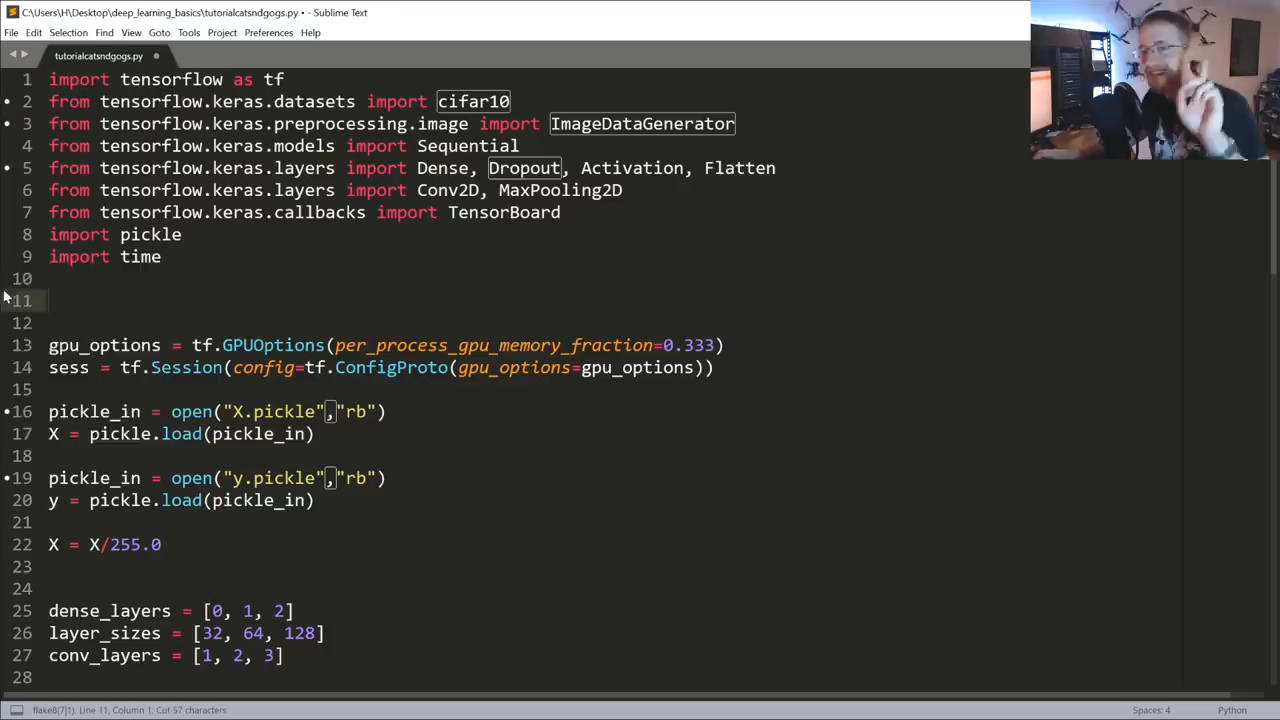 C:\Users\H\Desktop\deep_learning_basics\tutorialcatsndgogs.py • - Sublime Text
File Edit Selection Find View Goto Tools Project Preferences Help
tutorialcatsndgogs.py
1 import tensorflow as tf
2 from tensorflow.keras.datasets import cifar10
3 from tensorflow.keras.preprocessing.image import ImageDataGenerator
4 from tensorflow.keras.models import Sequential
5 from tensorflow.keras.layers import Dense, Dropout, Activation, Flatten
6 from tensorflow.keras.layers import Conv2D, MaxPooling2D
7 from tensorflow.keras.callbacks import TensorBoard
8 import pickle
9 import time
10
11
12
13 gpu_options = tf.GPUOptions(per_process_gpu_memory_fraction=0.333)
14 sess = tf.Session(config=tf.ConfigProto(gpu_options=gpu_options))
15
16 pickle_in = open("X.pickle","rb")
17 X = pickle.load(pickle_in)
18
19 pickle_in = open("y.pickle","rb")
20 y = pickle.load(pickle_in)
21
22 X = X/255.0
23
24
25 dense_layers = [0, 1, 2]
26 layer_sizes = [32, 64, 128]
27 conv_layers = [1, 2, 3]
28
flake8(7|1), Line 11, Column 1, Cut 57 characters Spaces: 4 Python